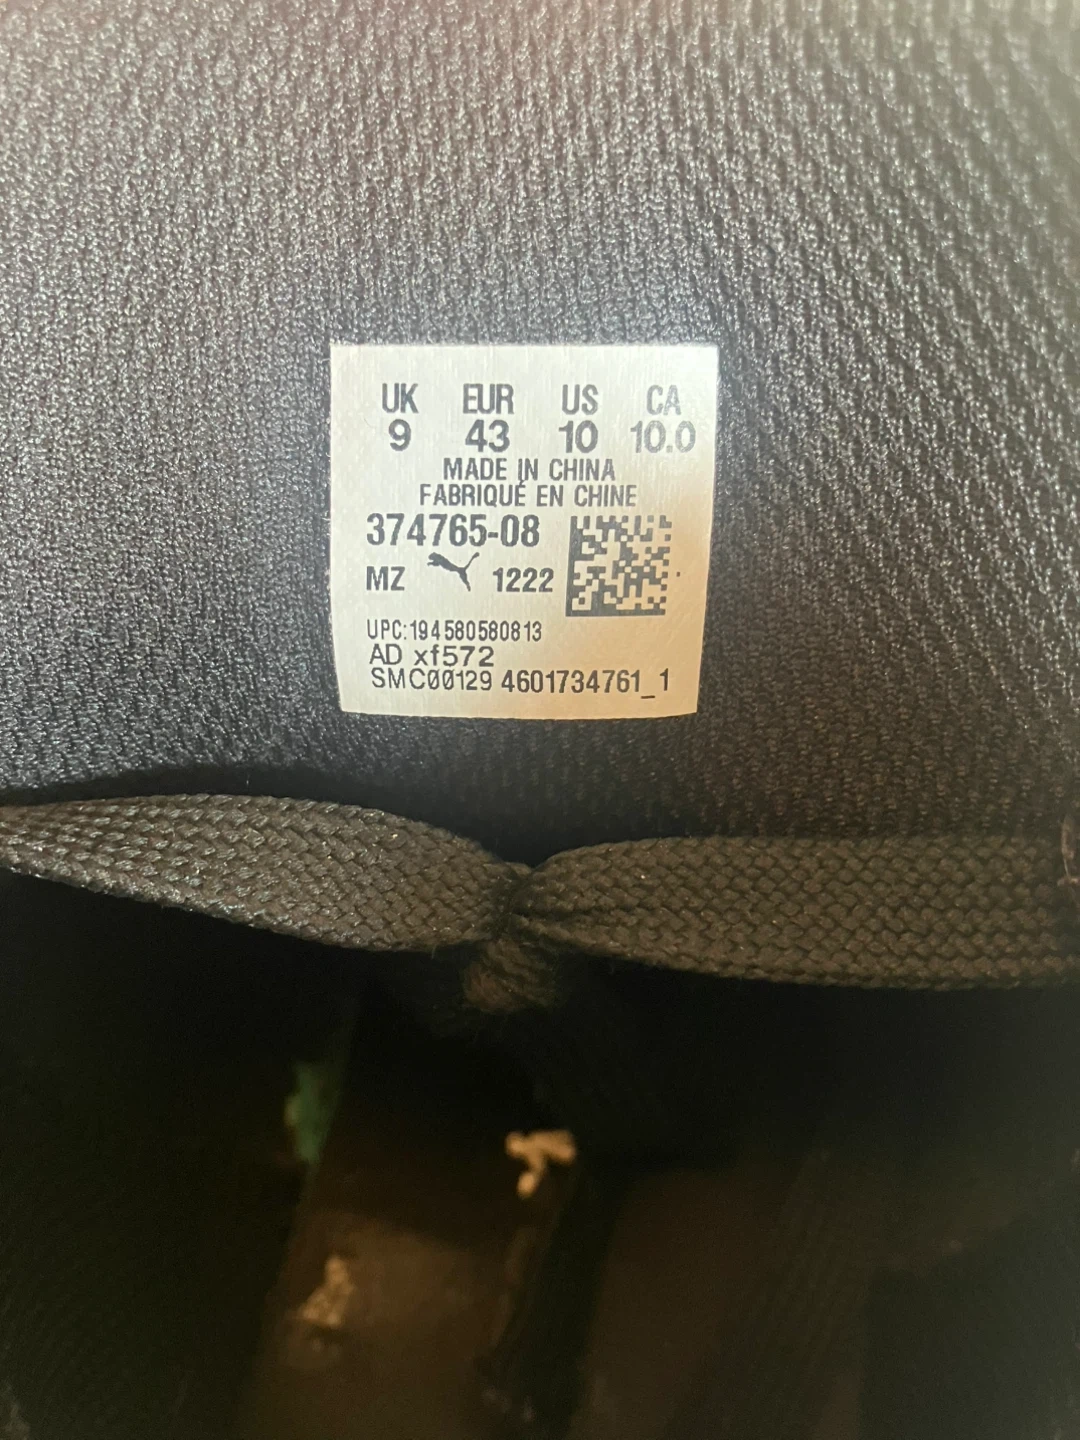 UK EUR US CA
9 43 10 10.0
MADE IN CHINA
FABRIQUÉ EN CHINE
374765-08
MZ 1222
UPC:194580580813
AD xf572
SMC00129 4601734761_1